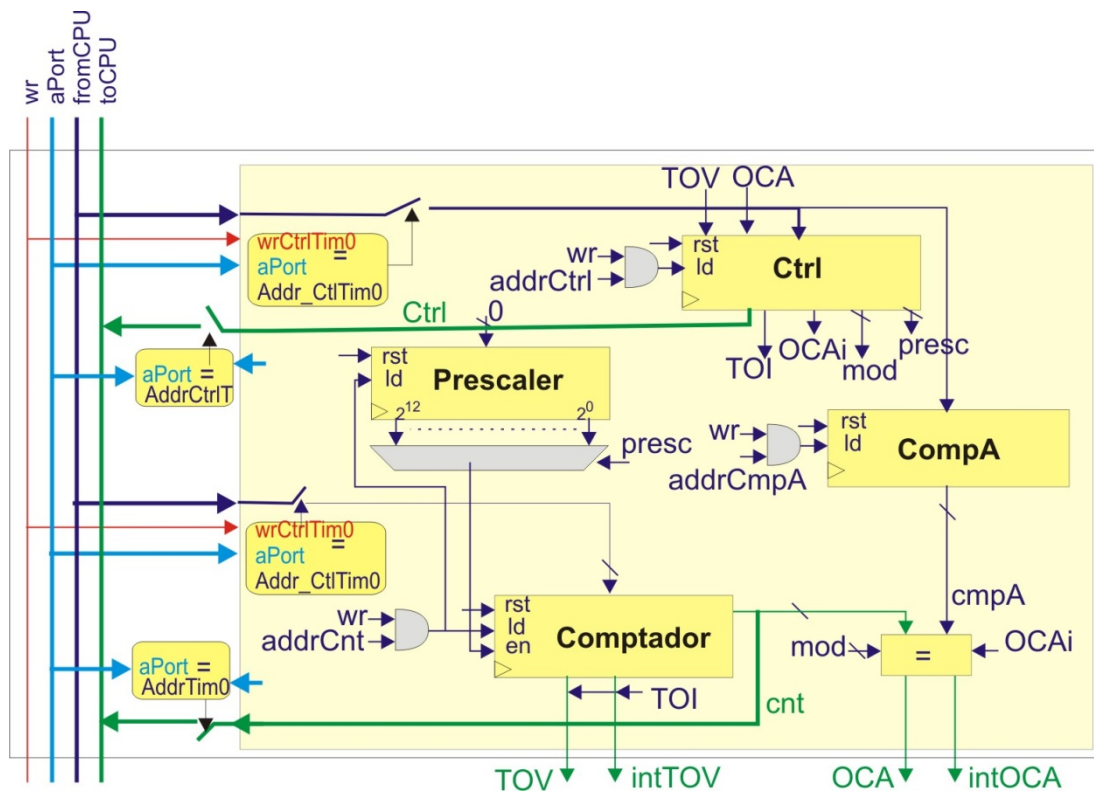 wr
aPort
fromCPU
toCPU
TOV
OCA
wrCtrlTim0
aPort =
Addr_CtlTim0
wr
addrCtrl
rst
ld
Ctrl
Ctrl
0
TOI
OCAi
mod
presc
aPort =
AddrCtrlT
rst
ld
Prescaler
2^12
2^0
presc
wr
addrCmpA
rst
ld
CompA
wrCtrlTim0
aPort =
Addr_CtlTim0
cmpA
wr
addrCnt
rst
ld
en
Comptador
mod
=
OCAi
aPort =
AddrTim0
TOI
cnt
TOV
intTOV
OCA
intOCA